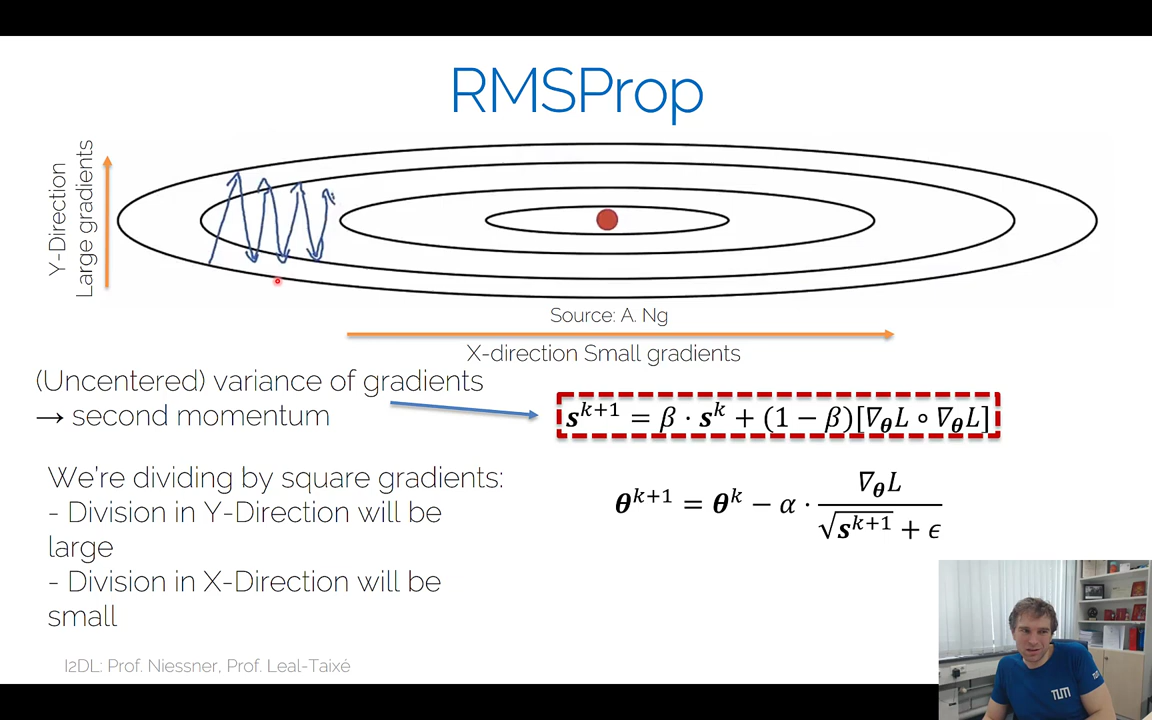 RMSProp
Y-Direction
Large gradients
Source: A. Ng
X-direction Small gradients
(Uncentered) variance of gradients
→ second momentum
𝒔^{k+1} = β · 𝒔^k + (1 − β)[∇_𝜽L ∘ ∇_𝜽L]
We're dividing by square gradients:
- Division in Y-Direction will be
large
- Division in X-Direction will be
small
𝜽^{k+1} = 𝜽^k − α · ∇_𝜽L / (√𝒔^{k+1} + ϵ)
I2DL: Prof. Niessner, Prof. Leal-Taixé
TUM